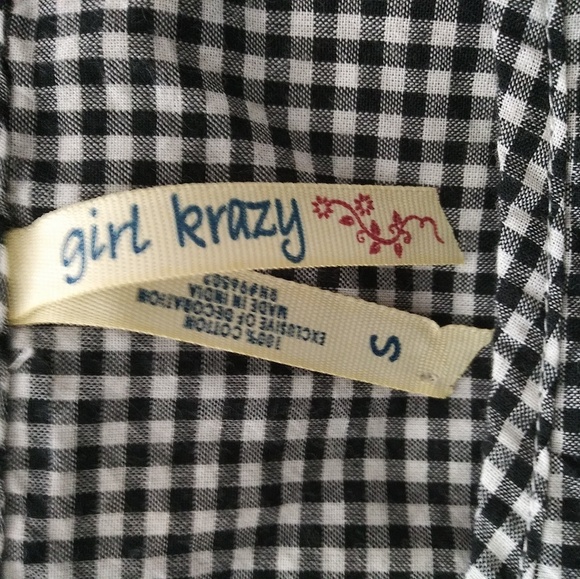 girl krazy
S
100% COTTON
EXCLUSIVE OF DECORATION
MADE IN INDIA